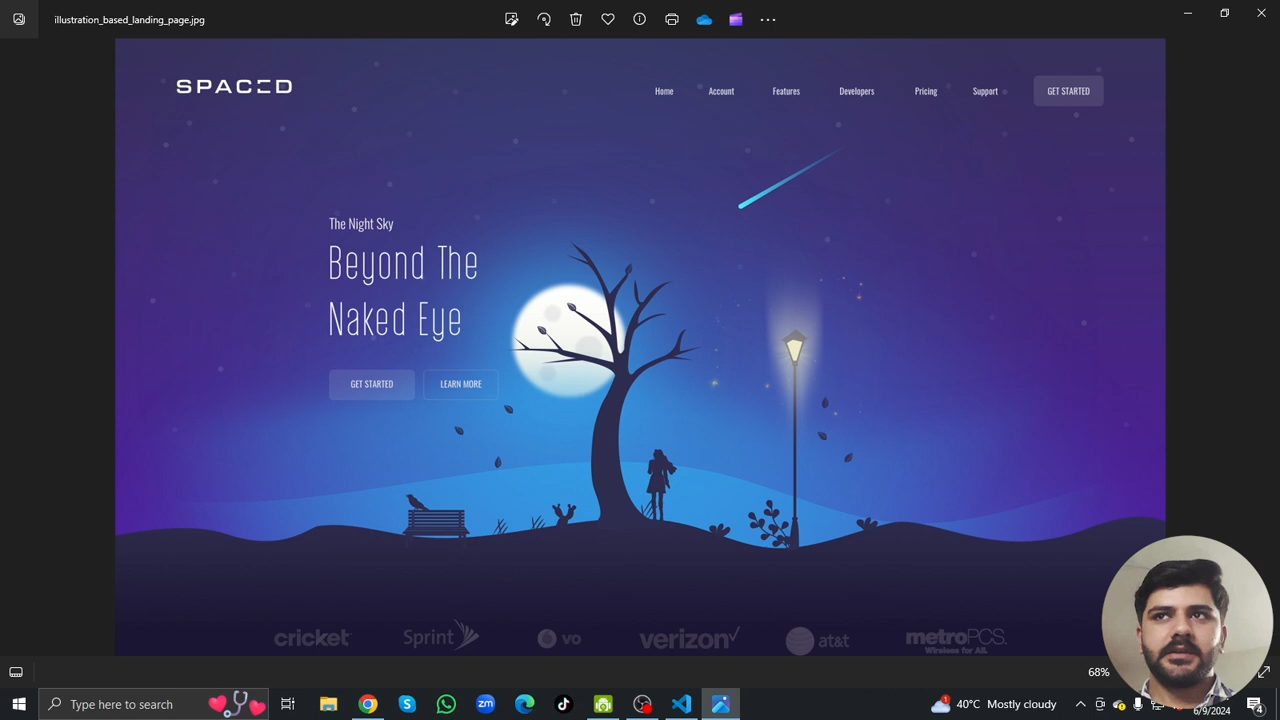 illustration_based_landing_page.jpg
SPACED
Home Account Features Developers Pricing Support GET STARTED
The Night Sky
Beyond The
Naked Eye
GET STARTED LEARN MORE
cricket Sprint vo verizon at&t metroPCS.
Wireless for All.
68%
Type here to search
40°C Mostly cloudy
6/9/2024
1
4